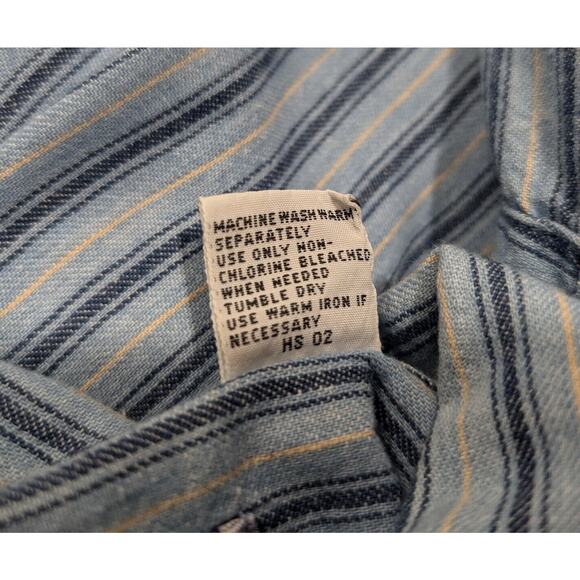 MACHINE WASH WARM
SEPARATELY
USE ONLY NON-
CHLORINE BLEACHED
WHEN NEEDED
TUMBLE DRY
USE WARM IRON IF
NECESSARY
HS 02